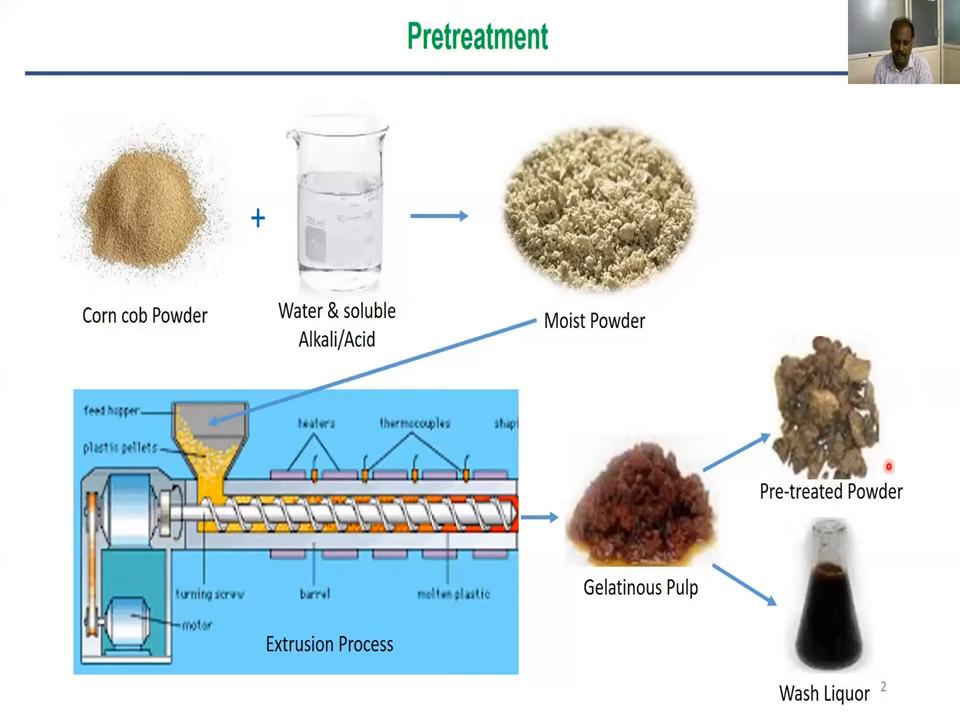 Pretreatment
+
Corn cob Powder
Water & soluble
Alkali/Acid
Moist Powder
feed hopper
heaters
thermocouples
shapi
plastic pellets
Pre-treated Powder
turning screw
barrel
molten plastic
Gelatinous Pulp
motor
Extrusion Process
Wash Liquor
2